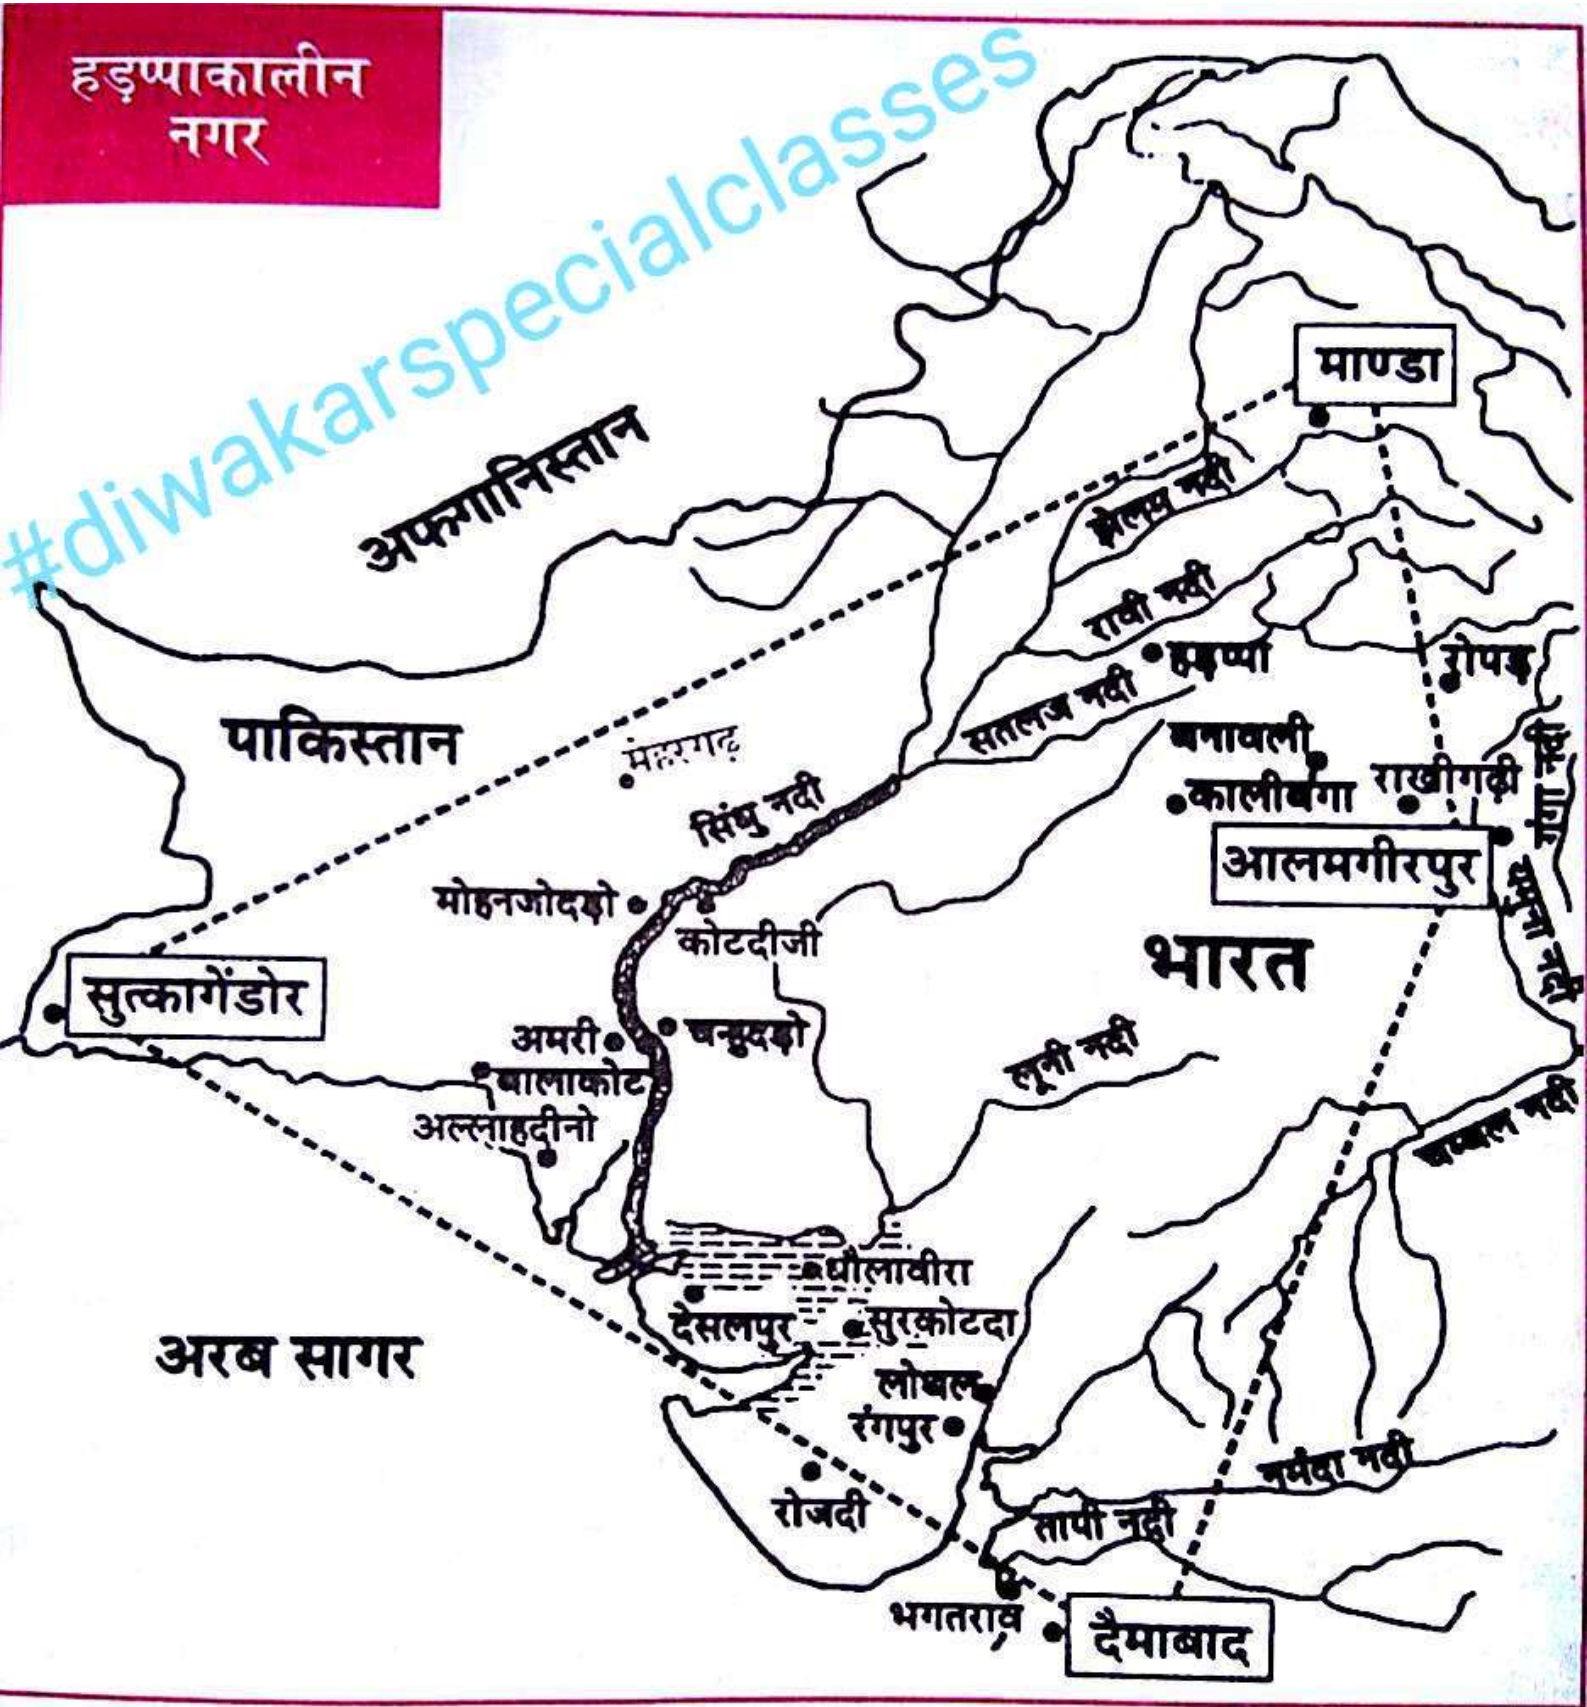 हड़प्पाकालीन
नगर
#diwakarspecialclasses
माण्डा
अफगानिस्तान
झेलम नदी
रावी नदी
हड़प्पा
रोपड़
सतलज नदी
पाकिस्तान
मेहरगढ़
बनावली
गंगा नदी
राखीगढ़ी
कालीबंगा
सिंधु नदी
आलमगीरपुर
यमुना नदी
मोहनजोदड़ो
कोटदीजी
भारत
सुत्कागेंडोर
अमरी
चन्हुदड़ो
बालाकोट
लूनी नदी
अल्लाहदीनो
चम्बल नदी
धौलावीरा
देसलपुर
सुरकोटदा
अरब सागर
लोथल
रंगपुर
नर्मदा नदी
रोजदी
तापी नदी
भगतराव
दैमाबाद